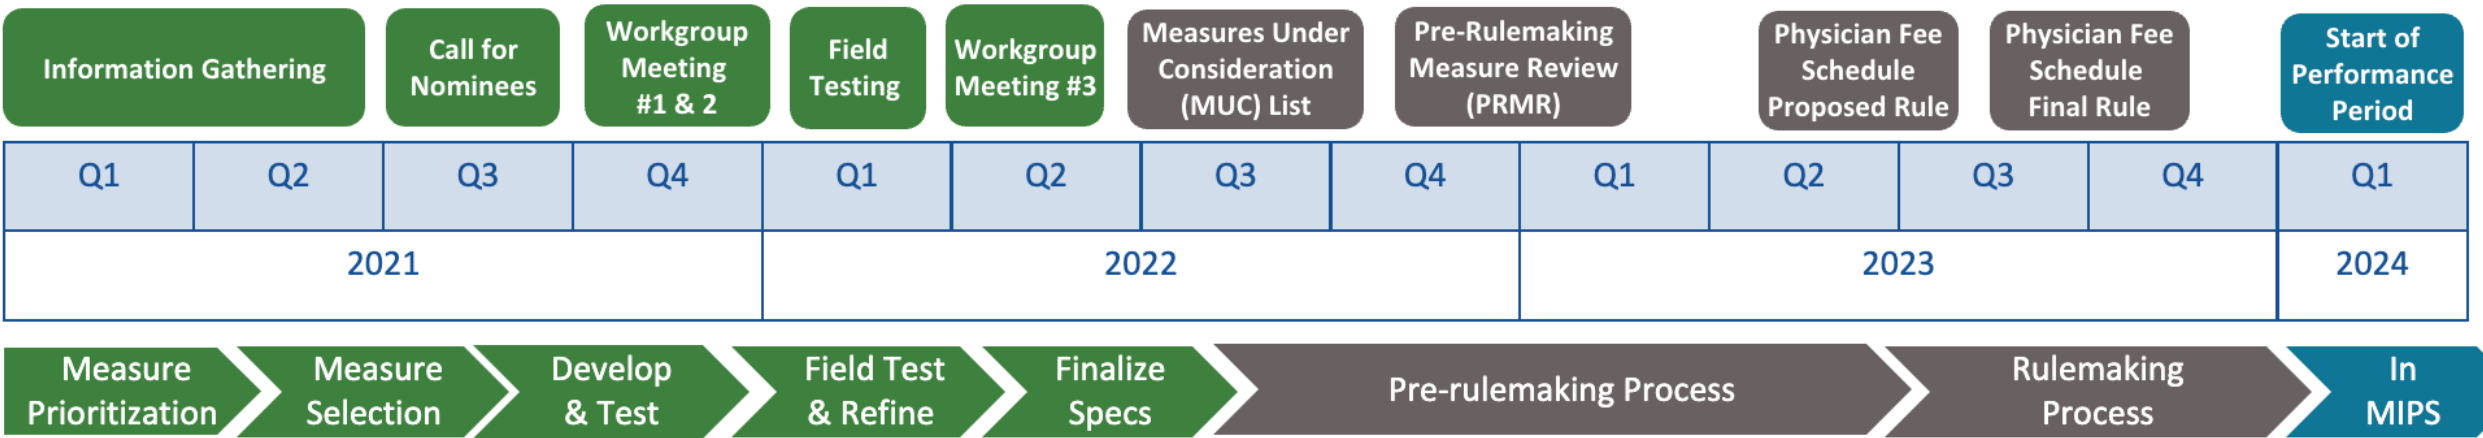 Information Gathering
Call for
Nominees
Workgroup
Meeting
#1 & 2
Field
Testing
Workgroup
Meeting #3
Measures Under
Consideration
(MUC) List
Pre-Rulemaking
Measure Review
(PRMR)
Physician Fee
Schedule
Proposed Rule
Physician Fee
Schedule
Final Rule
Start of
Performance
Period
Q1 Q2 Q3 Q4 Q1 Q2 Q3 Q4 Q1 Q2 Q3 Q4 Q1
2021 2022 2023 2024
Measure
Prioritization
Measure
Selection
Develop
& Test
Field Test
& Refine
Finalize
Specs
Pre-rulemaking Process
Rulemaking
Process
In
MIPS